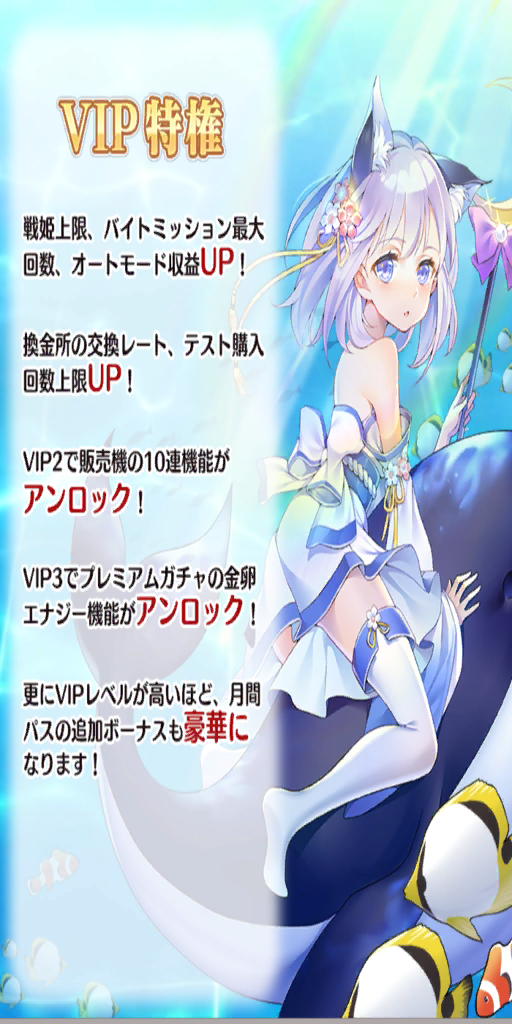 VIP特権
戦姫上限、バイトミッション最大
回数、オートモード収益UP！
換金所の交換レート、テスト購入
回数上限UP！
VIP2で販売機の10連機能が
アンロック！
VIP3でプレミアムガチャの金卵
エナジー機能がアンロック！
更にVIPレベルが高いほど、月間
パスの追加ボーナスも豪華に
なります！